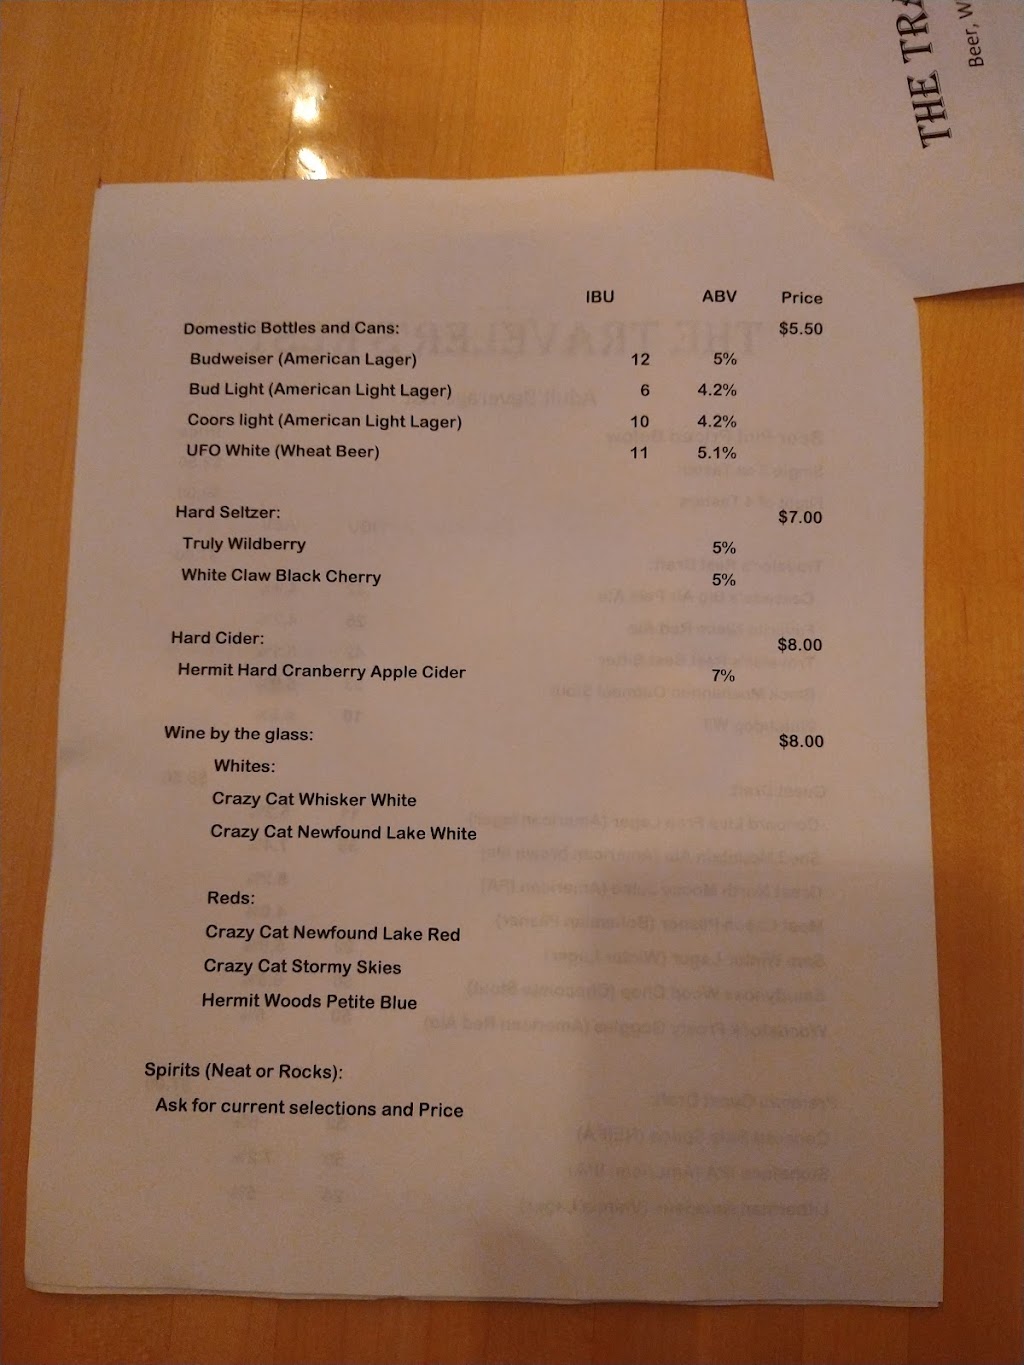 THE TRA
Beer, W
IBU ABV Price
Domestic Bottles and Cans: $5.50
Budweiser (American Lager) 12 5%
Bud Light (American Light Lager) 6 4.2%
Coors light (American Light Lager) 10 4.2%
UFO White (Wheat Beer) 11 5.1%
Hard Seltzer: $7.00
Truly Wildberry 5%
White Claw Black Cherry 5%
Hard Cider: $8.00
Hermit Hard Cranberry Apple Cider 7%
Wine by the glass: $8.00
Whites:
Crazy Cat Whisker White
Crazy Cat Newfound Lake White
Reds:
Crazy Cat Newfound Lake Red
Crazy Cat Stormy Skies
Hermit Woods Petite Blue
Spirits (Neat or Rocks):
Ask for current selections and Price